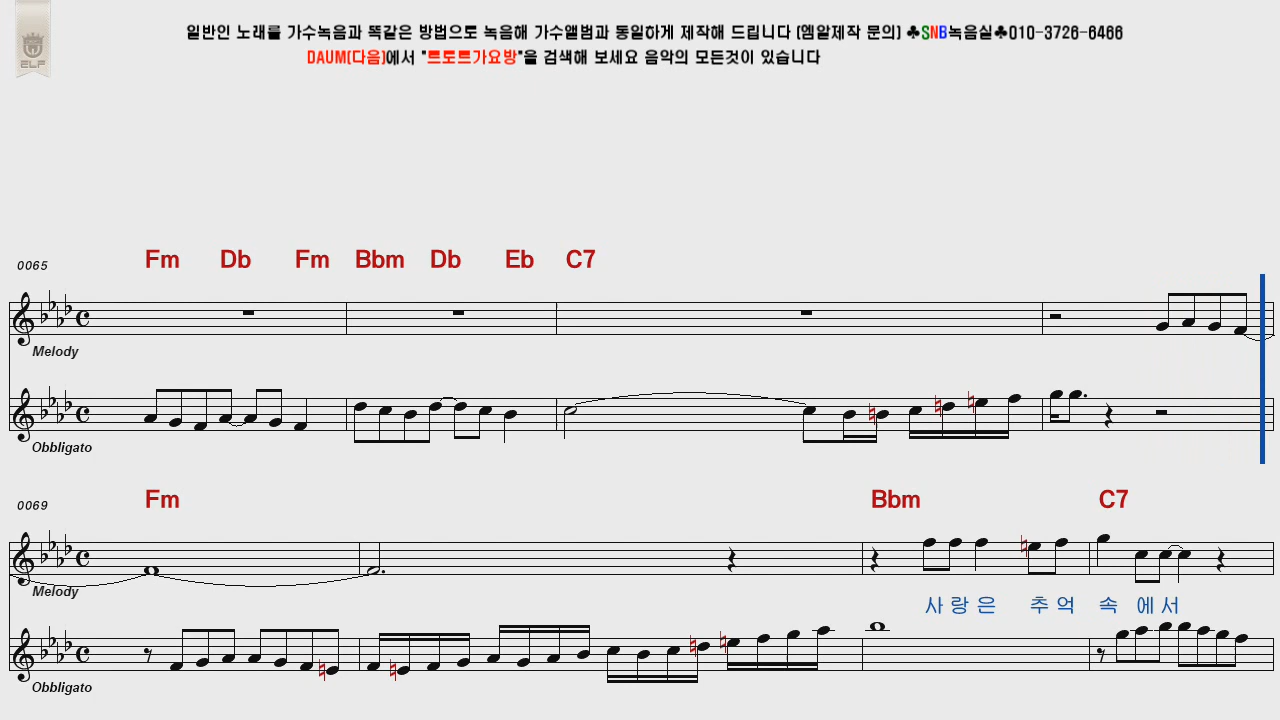 일반인 노래를 가수녹음과 똑같은 방법으로 녹음해 가수앨범과 동일하게 제작해 드립니다 [엠알제작 문의] ♣SNB녹음실♣010-3726-6466
DAUM[다음]에서 "트로트가요방"을 검색해 보세요 음악의 모든것이 있습니다
ELF
0065 Fm Db Fm Bbm Db Eb C7
Melody
Obbligato
0069 Fm Bbm C7
Melody
사랑은 추억 속 에서
Obbligato